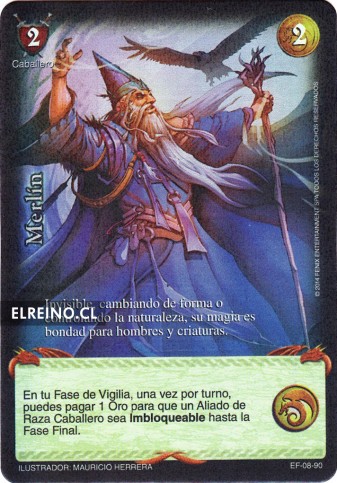 2
Caballero
2
Merlín
© 2014 FENIX ENTERTAINMENT SPA TODOS LOS DERECHOS RESERVADOS
ELREINO.CL
Invisible, cambiando de forma o
controlando la naturaleza, su magia es
bondad para hombres y criaturas.
En tu Fase de Vigilia, una vez por turno,
puedes pagar 1 Oro para que un Aliado de
Raza Caballero sea Imbloqueable hasta la
Fase Final.
ILUSTRADOR: MAURICIO HERRERA
EF-08-90